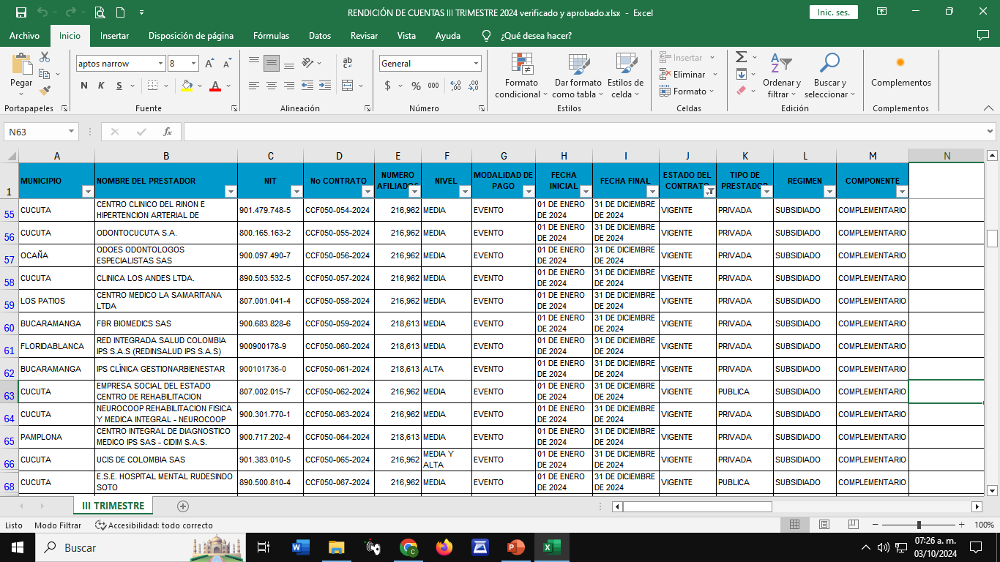 RENDICIÓN DE CUENTAS III TRIMESTRE 2024 verificado y aprobado.xlsx - Excel
Inic. ses.
Archivo Inicio Insertar Disposición de página Fórmulas Datos Revisar Vista Ayuda ¿Qué desea hacer?
Pegar
aptos narrow 8
N K S
ab
General
$ % 000
Formato condicional
Dar formato como tabla
Estilos de celda
Insertar
Eliminar
Formato
Ordenar y filtrar
Buscar y seleccionar
Complementos
Portapapeles Fuente Alineación Número Estilos Celdas Edición Complementos
N63 fx
A B C D E F G H I J K L M N
1 MUNICIPIO NOMBRE DEL PRESTADOR NIT No CONTRATO NUMERO AFILIADOS NIVEL MODALIDAD DE PAGO FECHA INICIAL FECHA FINAL ESTADO DEL CONTRATO TIPO DE PRESTADOR REGIMEN COMPONENTE
55 CUCUTA CENTRO CLINICO DEL RINON E HIPERTENCION ARTERIAL DE 901.479.748-5 CCF050-054-2024 216,962 MEDIA EVENTO 01 DE ENERO DE 2024 31 DE DICIEMBRE DE 2024 VIGENTE PRIVADA SUBSIDIADO COMPLEMENTARIO
56 CUCUTA ODONTOCUCUTA S.A. 800.165.163-2 CCF050-055-2024 216,962 MEDIA EVENTO 01 DE ENERO DE 2024 31 DE DICIEMBRE DE 2024 VIGENTE PRIVADA SUBSIDIADO COMPLEMENTARIO
57 OCAÑA ODOES ODONTOLOGOS ESPECIALISTAS SAS 900.097.490-7 CCF050-056-2024 216,962 MEDIA EVENTO 01 DE ENERO DE 2024 31 DE DICIEMBRE DE 2024 VIGENTE PRIVADA SUBSIDIADO COMPLEMENTARIO
58 CUCUTA CLINICA LOS ANDES LTDA. 890.503.532-5 CCF050-057-2024 216,962 MEDIA EVENTO 01 DE ENERO DE 2024 31 DE DICIEMBRE DE 2024 VIGENTE PRIVADA SUBSIDIADO COMPLEMENTARIO
59 LOS PATIOS CENTRO MEDICO LA SAMARITANA LTDA 807.001.041-4 CCF050-058-2024 216,962 MEDIA EVENTO 01 DE ENERO DE 2024 31 DE DICIEMBRE DE 2024 VIGENTE PRIVADA SUBSIDIADO COMPLEMENTARIO
60 BUCARAMANGA FBR BIOMEDICS SAS 900.683.828-6 CCF050-059-2024 218,613 MEDIA EVENTO 01 DE ENERO DE 2024 31 DE DICIEMBRE DE 2024 VIGENTE PRIVADA SUBSIDIADO COMPLEMENTARIO
61 FLORIDABLANCA RED INTEGRADA SALUD COLOMBIA IPS S.A.S (REDINSALUD IPS S.A.S) 900900178-9 CCF050-060-2024 218,613 MEDIA EVENTO 01 DE ENERO DE 2024 31 DE DICIEMBRE DE 2024 VIGENTE PRIVADA SUBSIDIADO COMPLEMENTARIO
62 BUCARAMANGA IPS CLÍNICA GESTIONARBIENESTAR 900101736-0 CCF050-061-2024 218,613 ALTA EVENTO 01 DE ENERO DE 2024 31 DE DICIEMBRE DE 2024 VIGENTE PRIVADA SUBSIDIADO COMPLEMENTARIO
63 CUCUTA EMPRESA SOCIAL DEL ESTADO CENTRO DE REHABILITACION 807.002.015-7 CCF050-062-2024 216,962 MEDIA EVENTO 01 DE ENERO DE 2024 31 DE DICIEMBRE DE 2024 VIGENTE PUBLICA SUBSIDIADO COMPLEMENTARIO
64 CUCUTA NEUROCOOP REHABILITACION FISICA Y MEDICA INTEGRAL - NEUROCOOP 900.301.770-1 CCF050-063-2024 216,962 MEDIA EVENTO 01 DE ENERO DE 2024 31 DE DICIEMBRE DE 2024 VIGENTE PRIVADA SUBSIDIADO COMPLEMENTARIO
65 PAMPLONA CENTRO INTEGRAL DE DIAGNOSTICO MEDICO IPS SAS - CIDIM S.A.S. 900.717.202-4 CCF050-064-2024 218,613 MEDIA EVENTO 01 DE ENERO DE 2024 31 DE DICIEMBRE DE 2024 VIGENTE PRIVADA SUBSIDIADO COMPLEMENTARIO
66 CUCUTA UCIS DE COLOMBIA SAS 901.383.010-5 CCF050-065-2024 216,962 MEDIA Y ALTA EVENTO 01 DE ENERO DE 2024 31 DE DICIEMBRE DE 2024 VIGENTE PRIVADA SUBSIDIADO COMPLEMENTARIO
68 CUCUTA E.S.E. HOSPITAL MENTAL RUDESINDO SOTO 890.500.810-4 CCF050-067-2024 216,962 MEDIA EVENTO 01 DE ENERO DE 2024 31 DE DICIEMBRE DE 2024 VIGENTE PUBLICA SUBSIDIADO COMPLEMENTARIO
III TRIMESTRE
Listo Modo Filtrar Accesibilidad: todo correcto 100%
Buscar
07:26 a. m.
03/10/2024